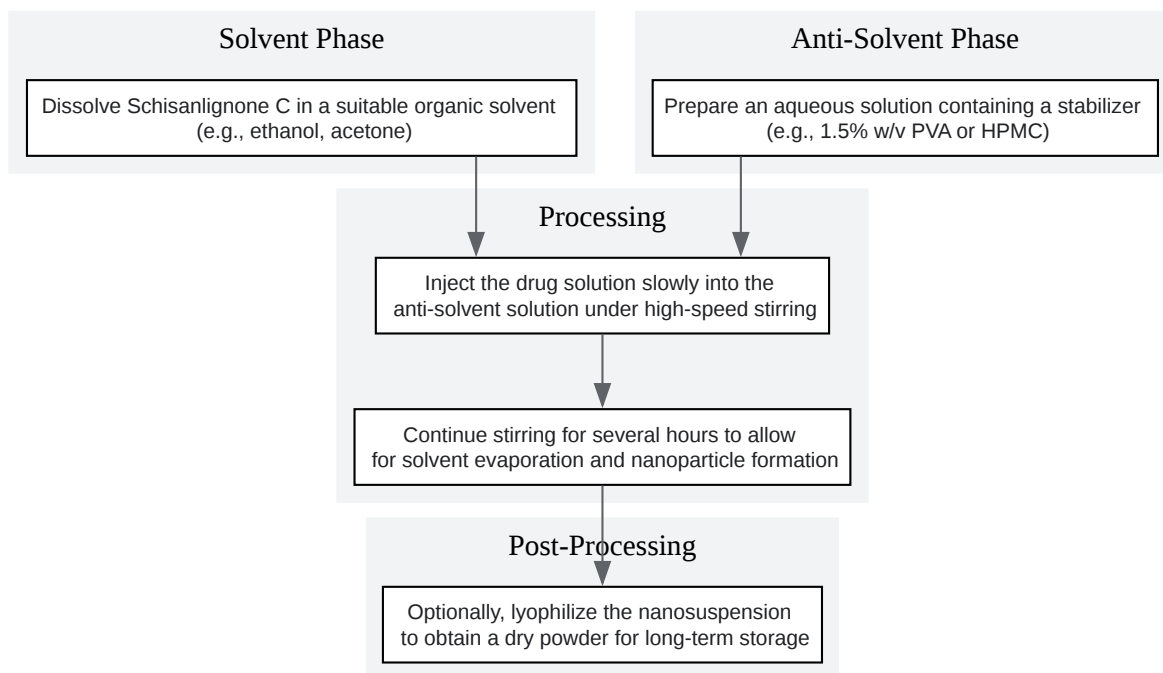 Solvent Phase
Dissolve Schisanlignone C in a suitable organic solvent
(e.g., ethanol, acetone)
Anti-Solvent Phase
Prepare an aqueous solution containing a stabilizer
(e.g., 1.5% w/v PVA or HPMC)
Processing
Inject the drug solution slowly into the
anti-solvent solution under high-speed stirring
Continue stirring for several hours to allow
for solvent evaporation and nanoparticle formation
Post-Processing
Optionally, lyophilize the nanosuspension
to obtain a dry powder for long-term storage